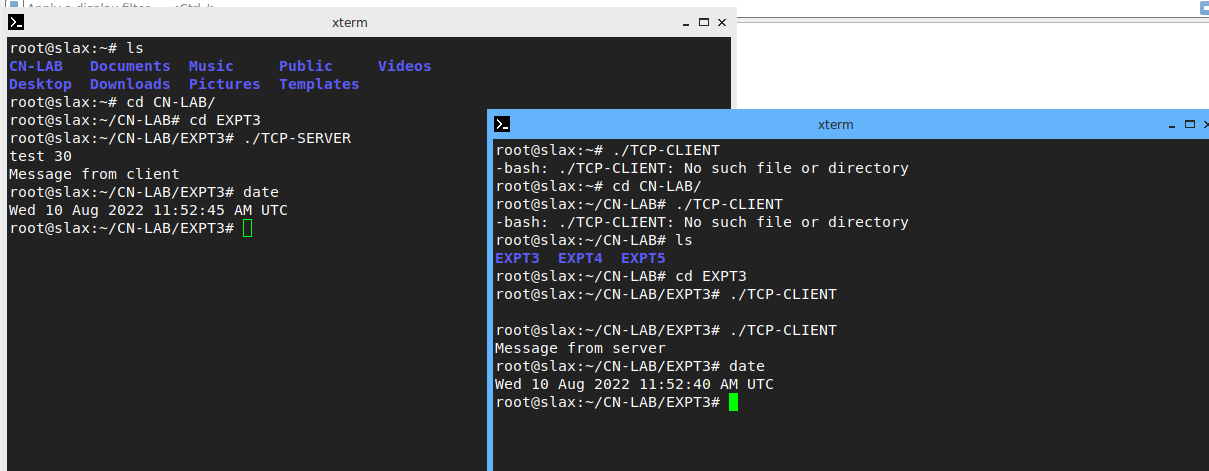 Apply a display filter ... <Ctrl-/>
xterm
root@slax:~# ls
CN-LAB Documents Music Public Videos
Desktop Downloads Pictures Templates
root@slax:~# cd CN-LAB/
root@slax:~/CN-LAB# cd EXPT3
root@slax:~/CN-LAB/EXPT3# ./TCP-SERVER
test 30
Message from client
root@slax:~/CN-LAB/EXPT3# date
Wed 10 Aug 2022 11:52:45 AM UTC
root@slax:~/CN-LAB/EXPT3#
xterm
root@slax:~# ./TCP-CLIENT
-bash: ./TCP-CLIENT: No such file or directory
root@slax:~# cd CN-LAB/
root@slax:~/CN-LAB# ./TCP-CLIENT
-bash: ./TCP-CLIENT: No such file or directory
root@slax:~/CN-LAB# ls
EXPT3 EXPT4 EXPT5
root@slax:~/CN-LAB# cd EXPT3
root@slax:~/CN-LAB/EXPT3# ./TCP-CLIENT
root@slax:~/CN-LAB/EXPT3# ./TCP-CLIENT
Message from server
root@slax:~/CN-LAB/EXPT3# date
Wed 10 Aug 2022 11:52:40 AM UTC
root@slax:~/CN-LAB/EXPT3#